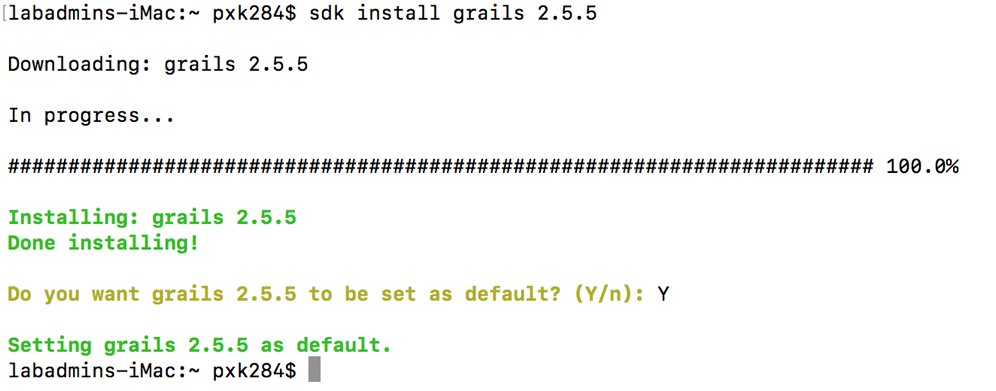 labadmins-iMac:~ pxk284$ sdk install grails 2.5.5
Downloading: grails 2.5.5
In progress...
######################################################################## 100.0%
Installing: grails 2.5.5
Done installing!
Do you want grails 2.5.5 to be set as default? (Y/n): Y
Setting grails 2.5.5 as default.
labadmins-iMac:~ pxk284$